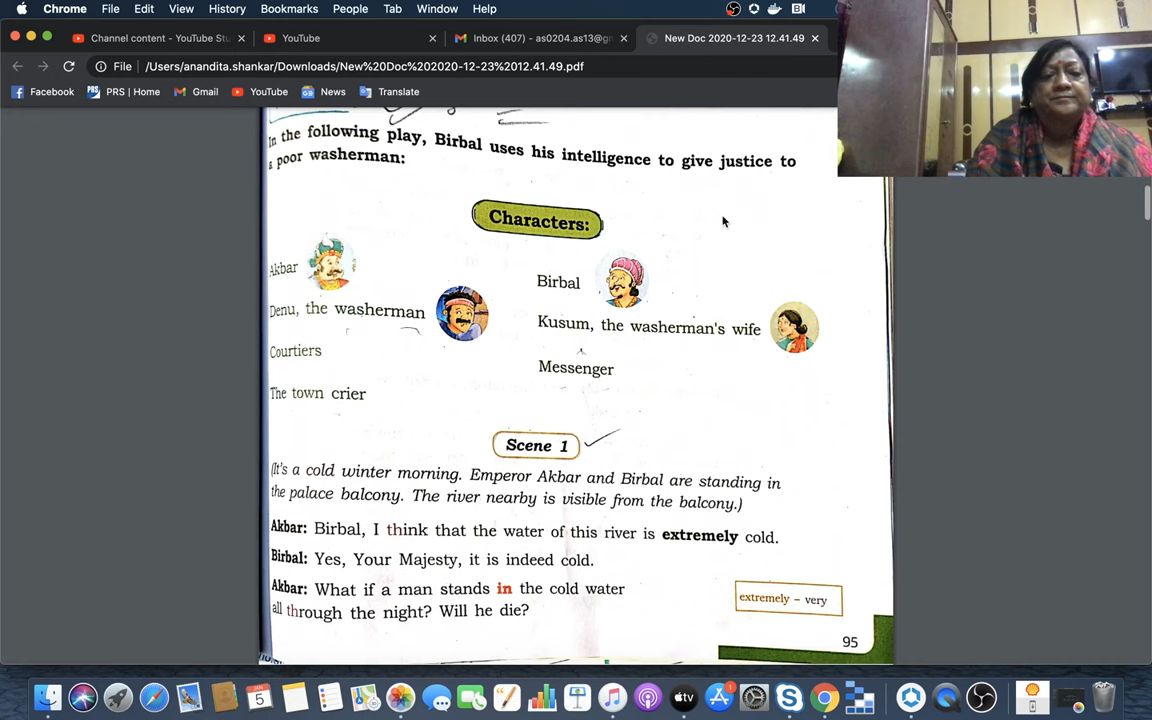 Chrome File Edit View History Bookmarks People Tab Window Help
Channel content - YouTube Stu
YouTube
Inbox (407) - as0204.as13@gm
New Doc 2020-12-23 12.41.49
File /Users/anandita.shankar/Downloads/New%20Doc%202020-12-23%2012.41.49.pdf
Facebook PRS | Home Gmail YouTube News Translate
In the following play, Birbal uses his intelligence to give justice to
a poor washerman:
Characters:
Akbar
Birbal
Denu, the washerman
Kusum, the washerman's wife
Courtiers
Messenger
The town crier
Scene 1
(It's a cold winter morning. Emperor Akbar and Birbal are standing in
the palace balcony. The river nearby is visible from the balcony.)
Akbar: Birbal, I think that the water of this river is extremely cold.
Birbal: Yes, Your Majesty, it is indeed cold.
Akbar: What if a man stands in the cold water
all through the night? Will he die?
extremely – very
95
JAN
5
tv
1